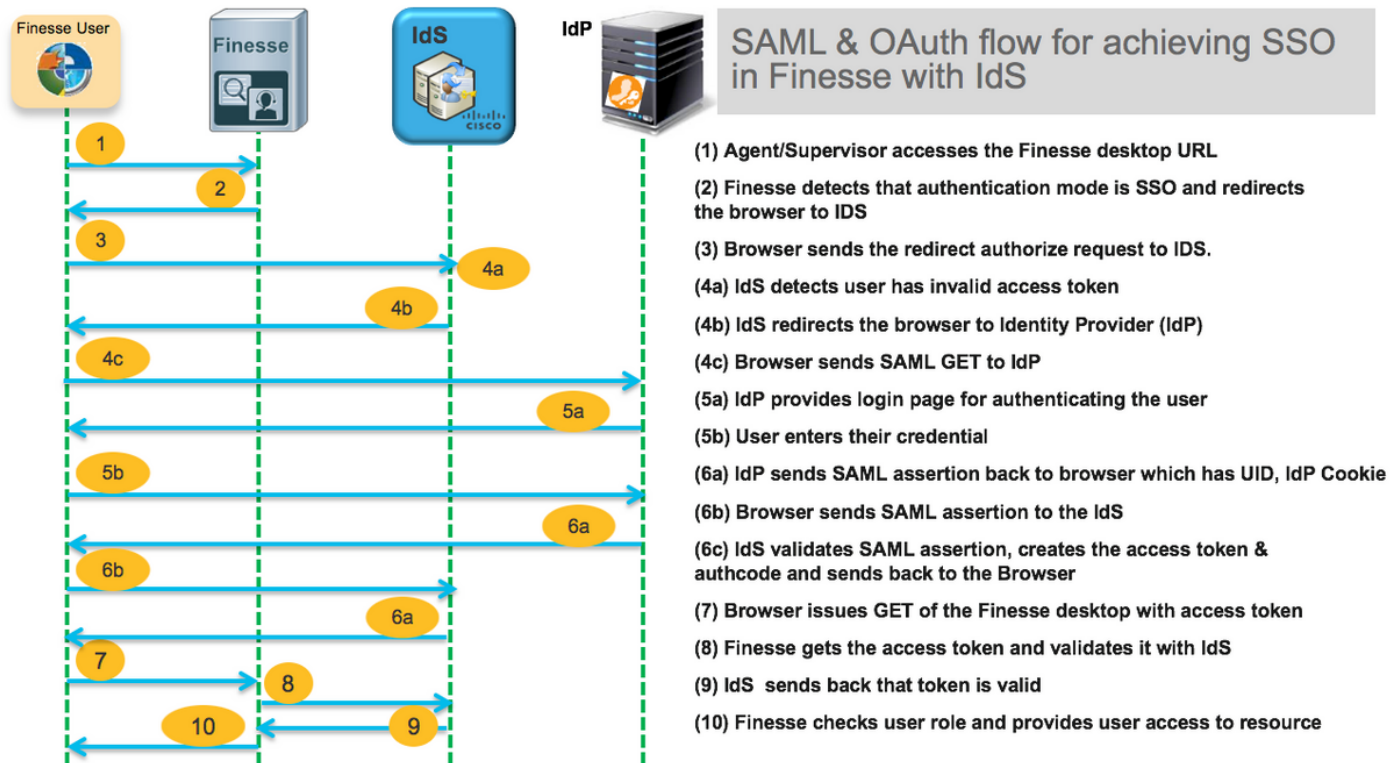 Finesse User
Finesse
IdS
CISCO
IdP
SAML & OAuth flow for achieving SSO
in Finesse with IdS
1
2
3
4a
4b
4c
5a
5b
6a
6b
6a
7
8
9
10
(1) Agent/Supervisor accesses the Finesse desktop URL
(2) Finesse detects that authentication mode is SSO and redirects
the browser to IDS
(3) Browser sends the redirect authorize request to IDS.
(4a) IdS detects user has invalid access token
(4b) IdS redirects the browser to Identity Provider (IdP)
(4c) Browser sends SAML GET to IdP
(5a) IdP provides login page for authenticating the user
(5b) User enters their credential
(6a) IdP sends SAML assertion back to browser which has UID, IdP Cookie
(6b) Browser sends SAML assertion to the IdS
(6c) IdS validates SAML assertion, creates the access token &
authcode and sends back to the Browser
(7) Browser issues GET of the Finesse desktop with access token
(8) Finesse gets the access token and validates it with IdS
(9) IdS  sends back that token is valid
(10) Finesse checks user role and provides user access to resource